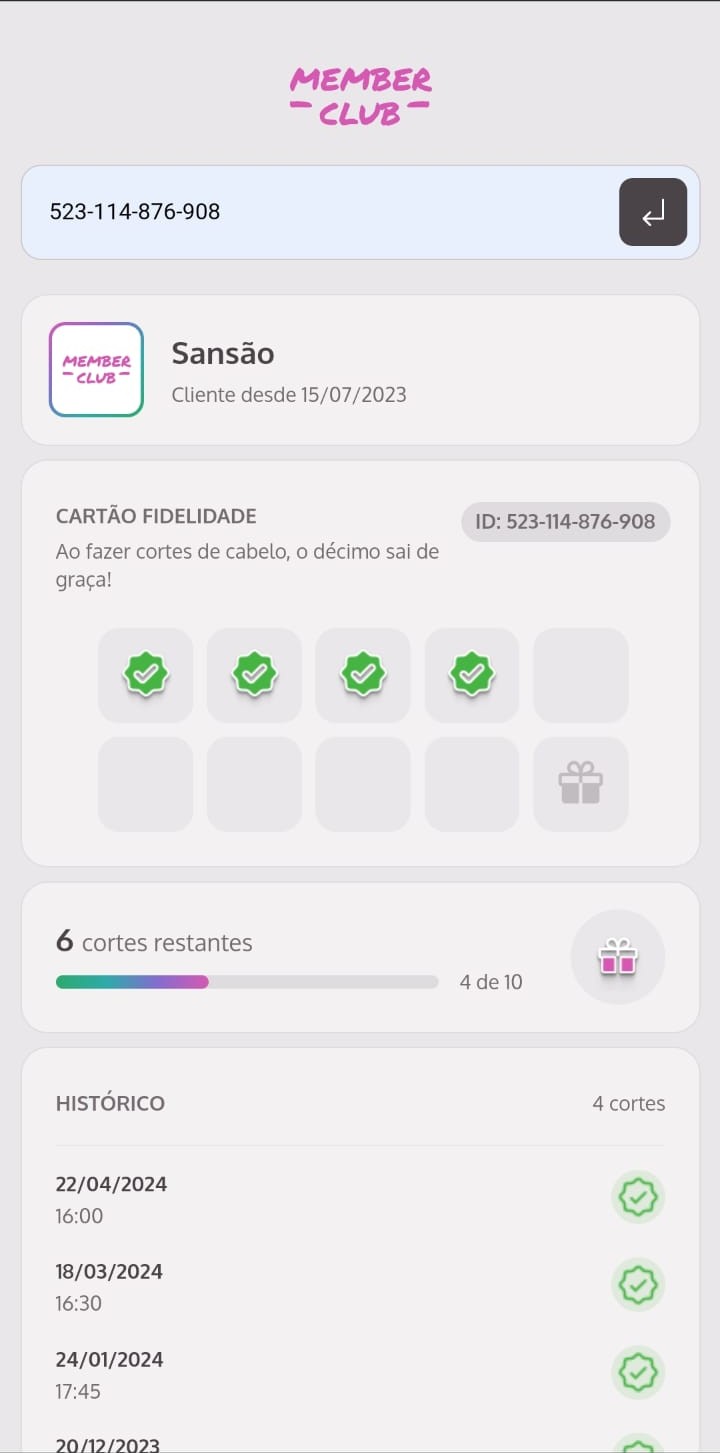 MEMBER
CLUB
523-114-876-908
MEMBER
CLUB
Sansão
Cliente desde 15/07/2023
CARTÃO FIDELIDADE
ID: 523-114-876-908
Ao fazer cortes de cabelo, o décimo sai de
graça!
6 cortes restantes
4 de 10
HISTÓRICO
4 cortes
22/04/2024
16:00
18/03/2024
16:30
24/01/2024
17:45
20/12/2023